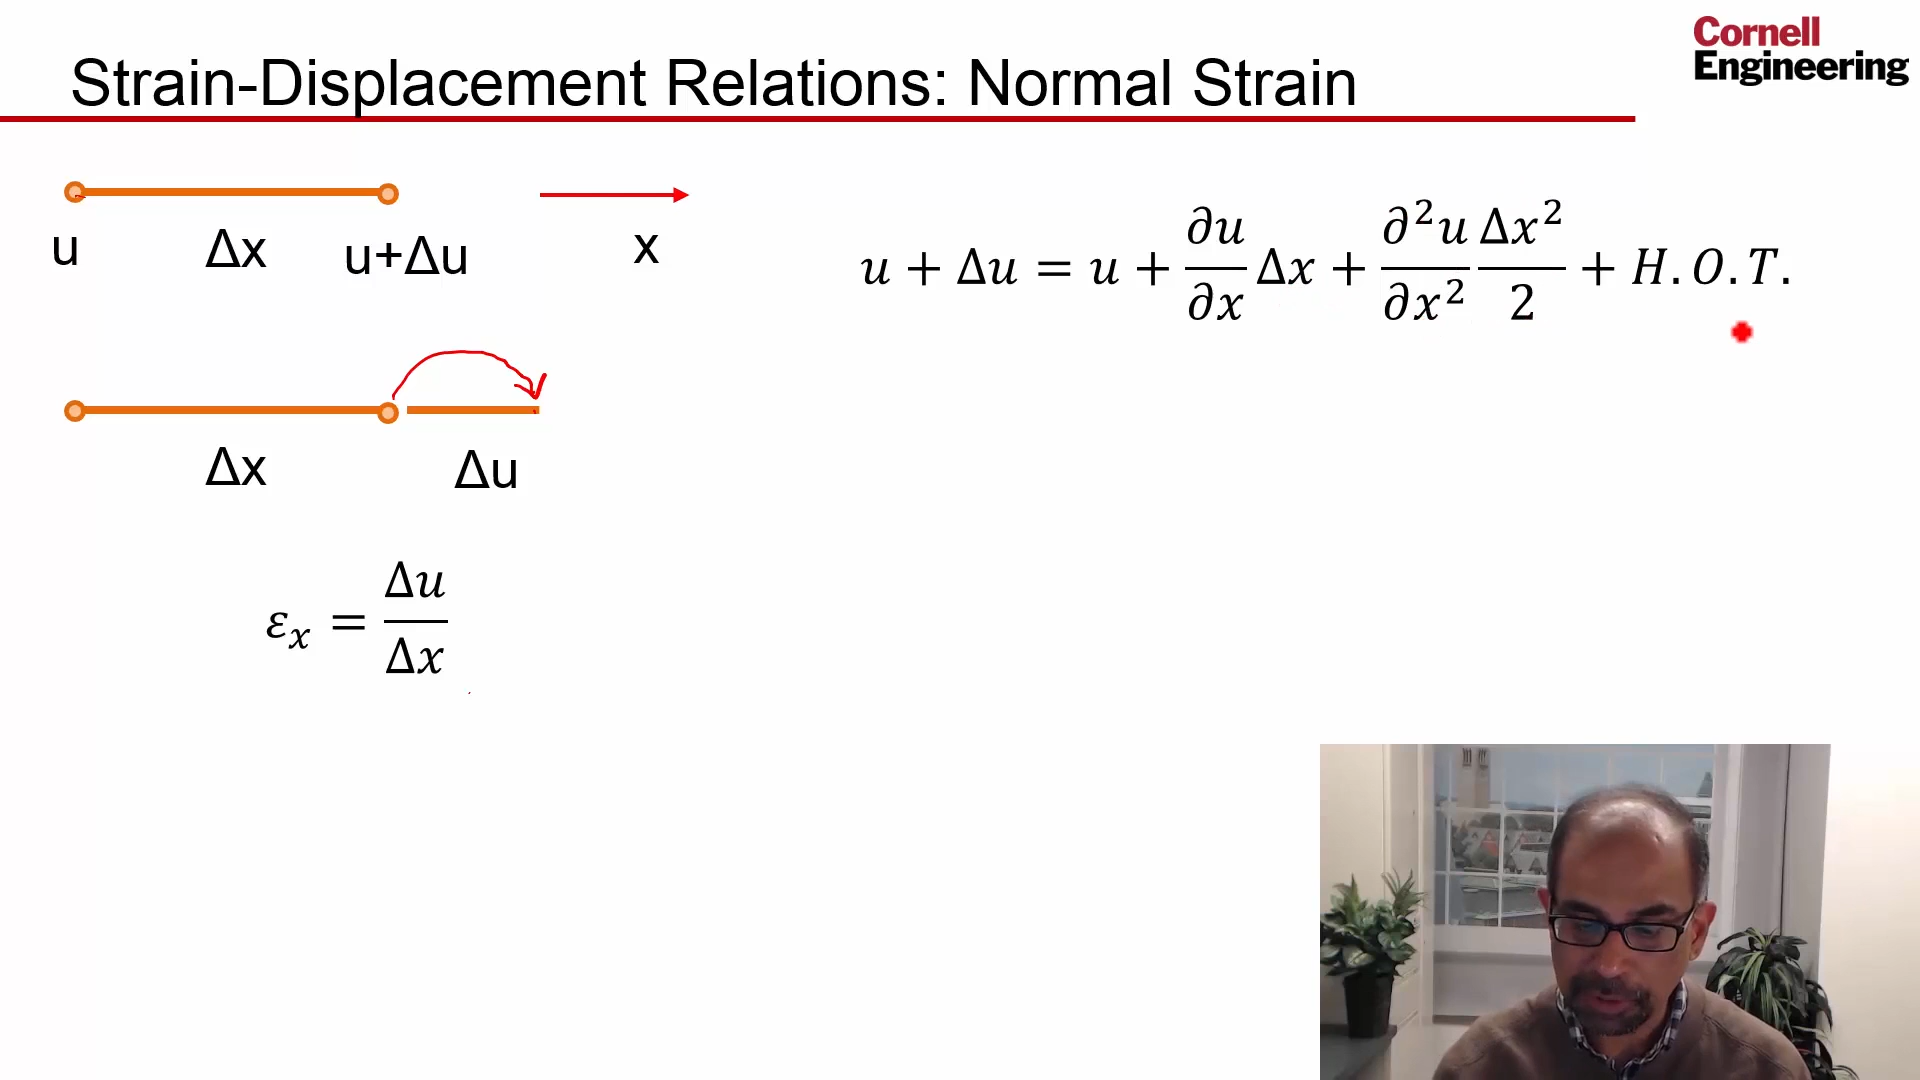 Cornell
Engineering
Strain-Displacement Relations: Normal Strain
u Δx u+Δu x
u + Δu = u + ∂u/∂x Δx + ∂²u/∂x² Δx²/2 + H.O.T.
Δx Δu
εₓ = Δu/Δx